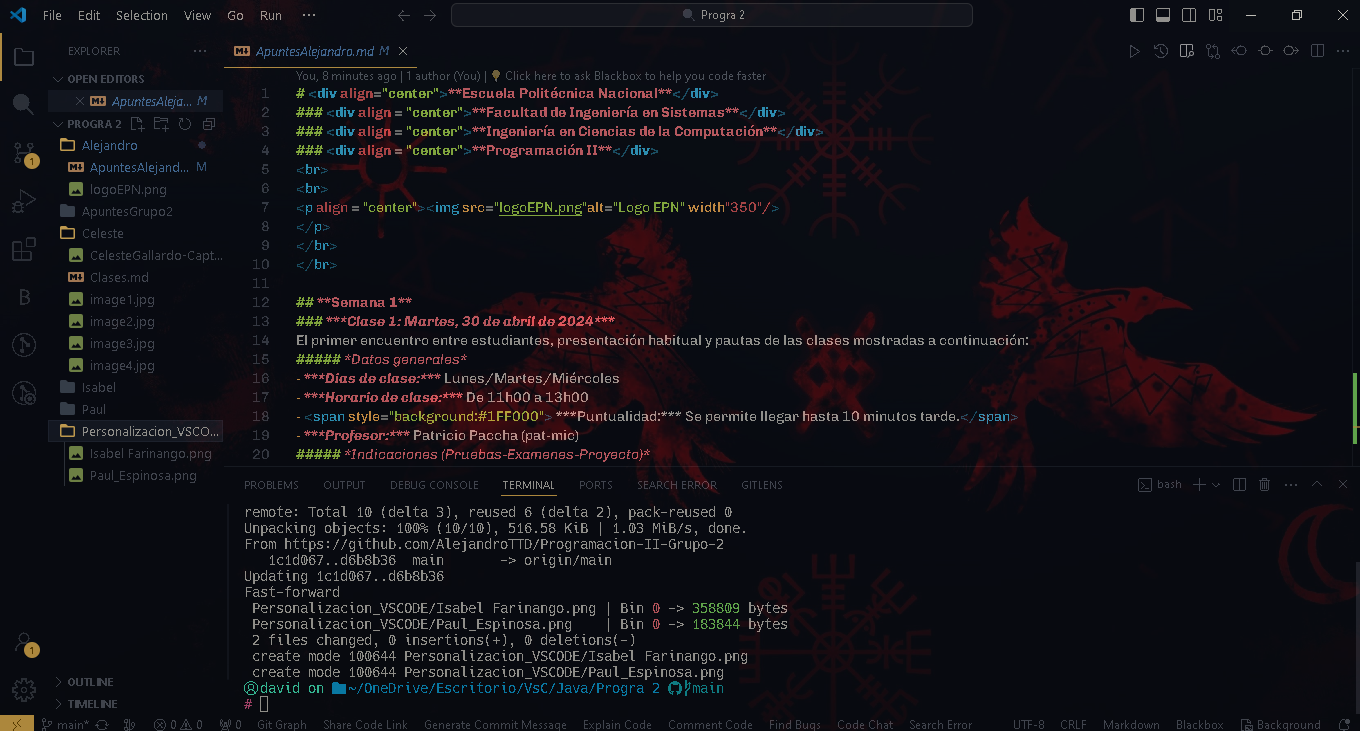 File Edit Selection View Go Run ··· Progra 2
EXPLORER ···
OPEN EDITORS
ApuntesAleja... M
PROGRA 2
Alejandro
ApuntesAlejand... M
logoEPN.png
ApuntesGrupo2
Celeste
CelesteGallardo-Capt...
Clases.md
image1.jpg
image2.jpg
image3.jpg
image4.jpg
Isabel
Paul
Personalizacion_VSCO...
Isabel Farinango.png
Paul_Espinosa.png
OUTLINE
TIMELINE
1
B
1
ApuntesAlejandro.md M
You, 8 minutes ago | 1 author (You) | Click here to ask Blackbox to help you code faster
1 # <div align="center">**Escuela Politécnica Nacional**</div>
2 ### <div align = "center">**Facultad de Ingeniería en Sistemas**</div>
3 ### <div align = "center">**Ingeniería en Ciencias de la Computación**</div>
4 ### <div align = "center">**Programación II**</div>
5 <br>
6 <br>
7 <p align = "center"><img src="logoEPN.png"alt="Logo EPN" width"350"/>
8 </p>
9 </br>
10 </br>
11
12 ## **Semana 1**
13 ### ***Clase 1: Martes, 30 de abril de 2024***
14 El primer encuentro entre estudiantes, presentación habitual y pautas de las clases mostradas a continuación:
15 ##### *Datos generales*
16 - ***Dias de clase:*** Lunes/Martes/Miércoles
17 - ***Horario de clase:*** De 11h00 a 13h00
18 - <span style="background:#1FF000"> ***Puntualidad:*** Se permite llegar hasta 10 minutos tarde.</span>
19 - ***Profesor:*** Patricio Paccha (pat-mic)
20 ##### *Indicaciones (Pruebas-Examenes-Proyecto)*
PROBLEMS OUTPUT DEBUG CONSOLE TERMINAL PORTS SEARCH ERROR GITLENS bash
remote: Total 10 (delta 3), reused 6 (delta 2), pack-reused 0
Unpacking objects: 100% (10/10), 516.58 KiB | 1.03 MiB/s, done.
From https://github.com/AlejandroTTD/Programacion-II-Grupo-2
1c1d067..d6b8b36 main -> origin/main
Updating 1c1d067..d6b8b36
Fast-forward
Personalizacion_VSCODE/Isabel Farinango.png | Bin 0 -> 358809 bytes
Personalizacion_VSCODE/Paul_Espinosa.png | Bin 0 -> 183844 bytes
2 files changed, 0 insertions(+), 0 deletions(-)
create mode 100644 Personalizacion_VSCODE/Isabel Farinango.png
create mode 100644 Personalizacion_VSCODE/Paul_Espinosa.png
david on ~/OneDrive/Escritorio/VsC/Java/Progra 2 main
#
main* 0 0 0 Git Graph Share Code Link Generate Commit Message Explain Code Comment Code Find Bugs Code Chat Search Error UTF-8 CRLF Markdown Blackbox Background